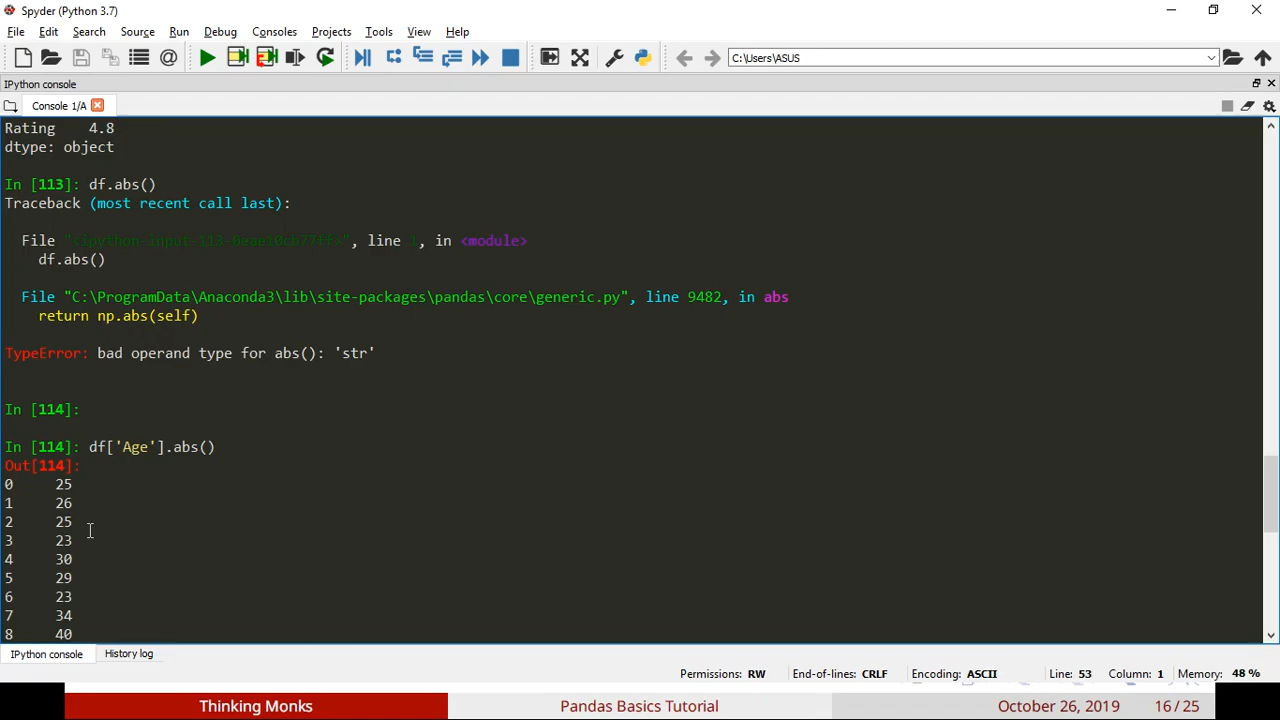 Spyder (Python 3.7)
File Edit Search Source Run Debug Consoles Projects Tools View Help
C:\Users\ASUS
IPython console
Console 1/A
Rating 4.8
dtype: object
In [113]: df.abs()
Traceback (most recent call last):
File "<ipython-input-113-0eae10cb77ff>", line 1, in <module>
df.abs()
File "C:\ProgramData\Anaconda3\lib\site-packages\pandas\core\generic.py", line 9482, in abs
return np.abs(self)
TypeError: bad operand type for abs(): 'str'
In [114]:
In [114]: df['Age'].abs()
Out[114]:
0 25
1 26
2 25
3 23
4 30
5 29
6 23
7 34
8 40
IPython console History log
Permissions: RW End-of-lines: CRLF Encoding: ASCII Line: 53 Column: 1 Memory: 48 %
Thinking Monks Pandas Basics Tutorial October 26, 2019 16 / 25